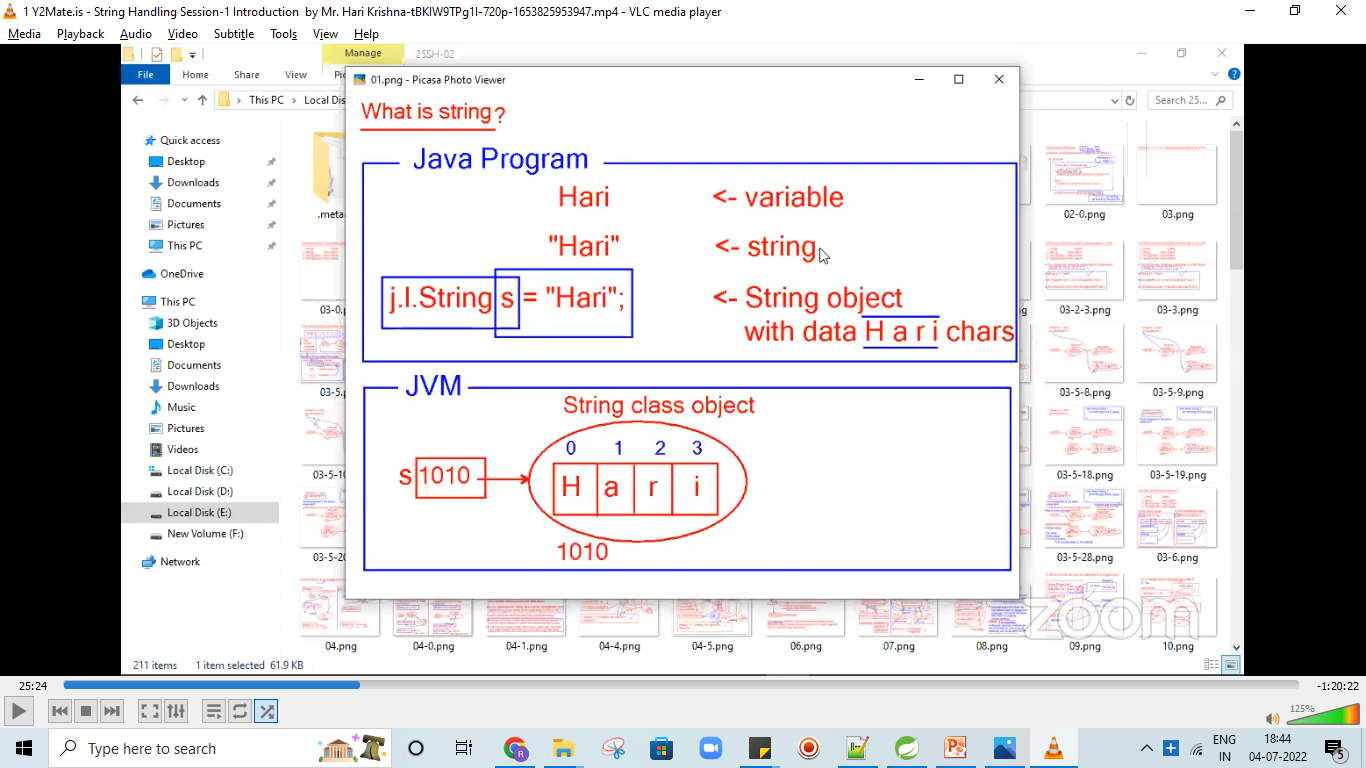 1 Y2Mate.is - String Handling Session-1 Introduction by Mr. Hari Krishna-tBKlW9TPg1I-720p-1653825953947.mp4 - VLC media player
Media Playback Audio Video Subtitle Tools View Help
Manage 25SH-02
File Home Share View
This PC Local Dis
Search 25...
01.png - Picasa Photo Viewer
What is string?
Java Program
Hari <- variable
"Hari" <- string
j.l.String s = "Hari"; <- String object
with data H a r i chars
JVM
String class object
0 1 2 3
s 1010 H a r i
1010
Quick access
Desktop
Downloads
Documents
Pictures
This PC
OneDrive
This PC
3D Objects
Desktop
Documents
Downloads
Music
Pictures
Videos
Local Disk (C:)
Local Disk (D:)
Local Disk (E:)
New Volume (F:)
Network
.meta
02-0.png 03.png
03-0. 03-2-3.png 03-3.png
03-5. 03-5-8.png 03-5-9.png
03-5-10 03-5-18.png 03-5-19.png
03-5-20 03-5-28.png 03-6.png
04.png 04-0.png 04-1.png 04-4.png 04-5.png 06.png 07.png 08.png 09.png 10.png
zoom
211 items 1 item selected 61.9 KB
25:24 -1:20:22
125%
Type here to search
ENG
IN
18:44
04-07-2022
5